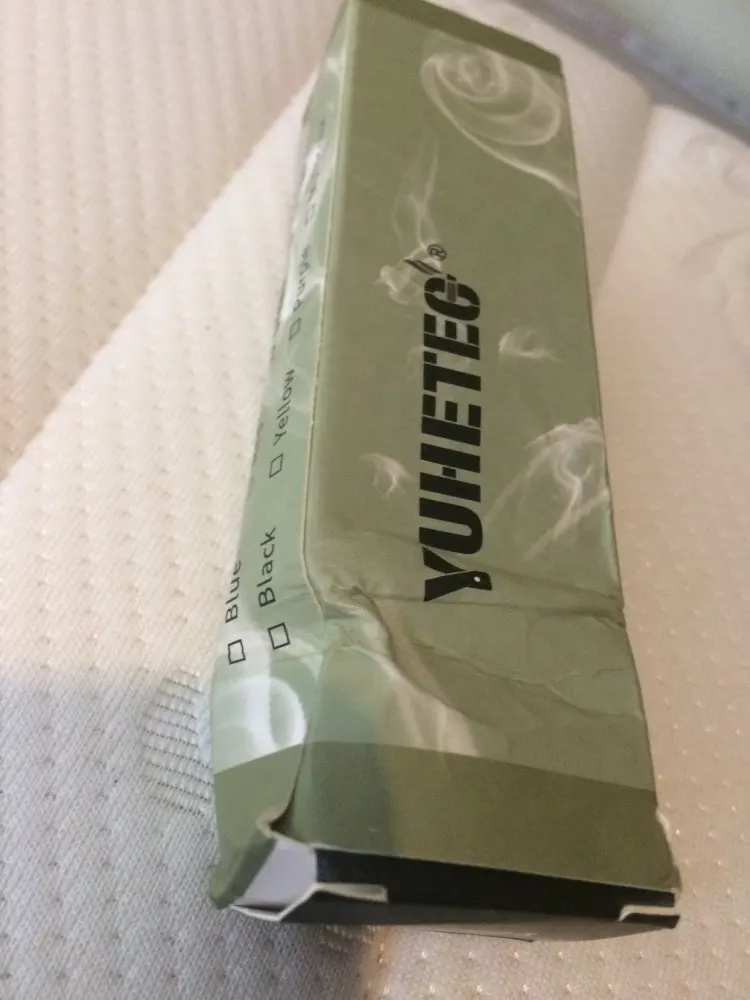 YUHETEC®
☐ Black ☐ Yellow ☐ Purple
☐ Blue